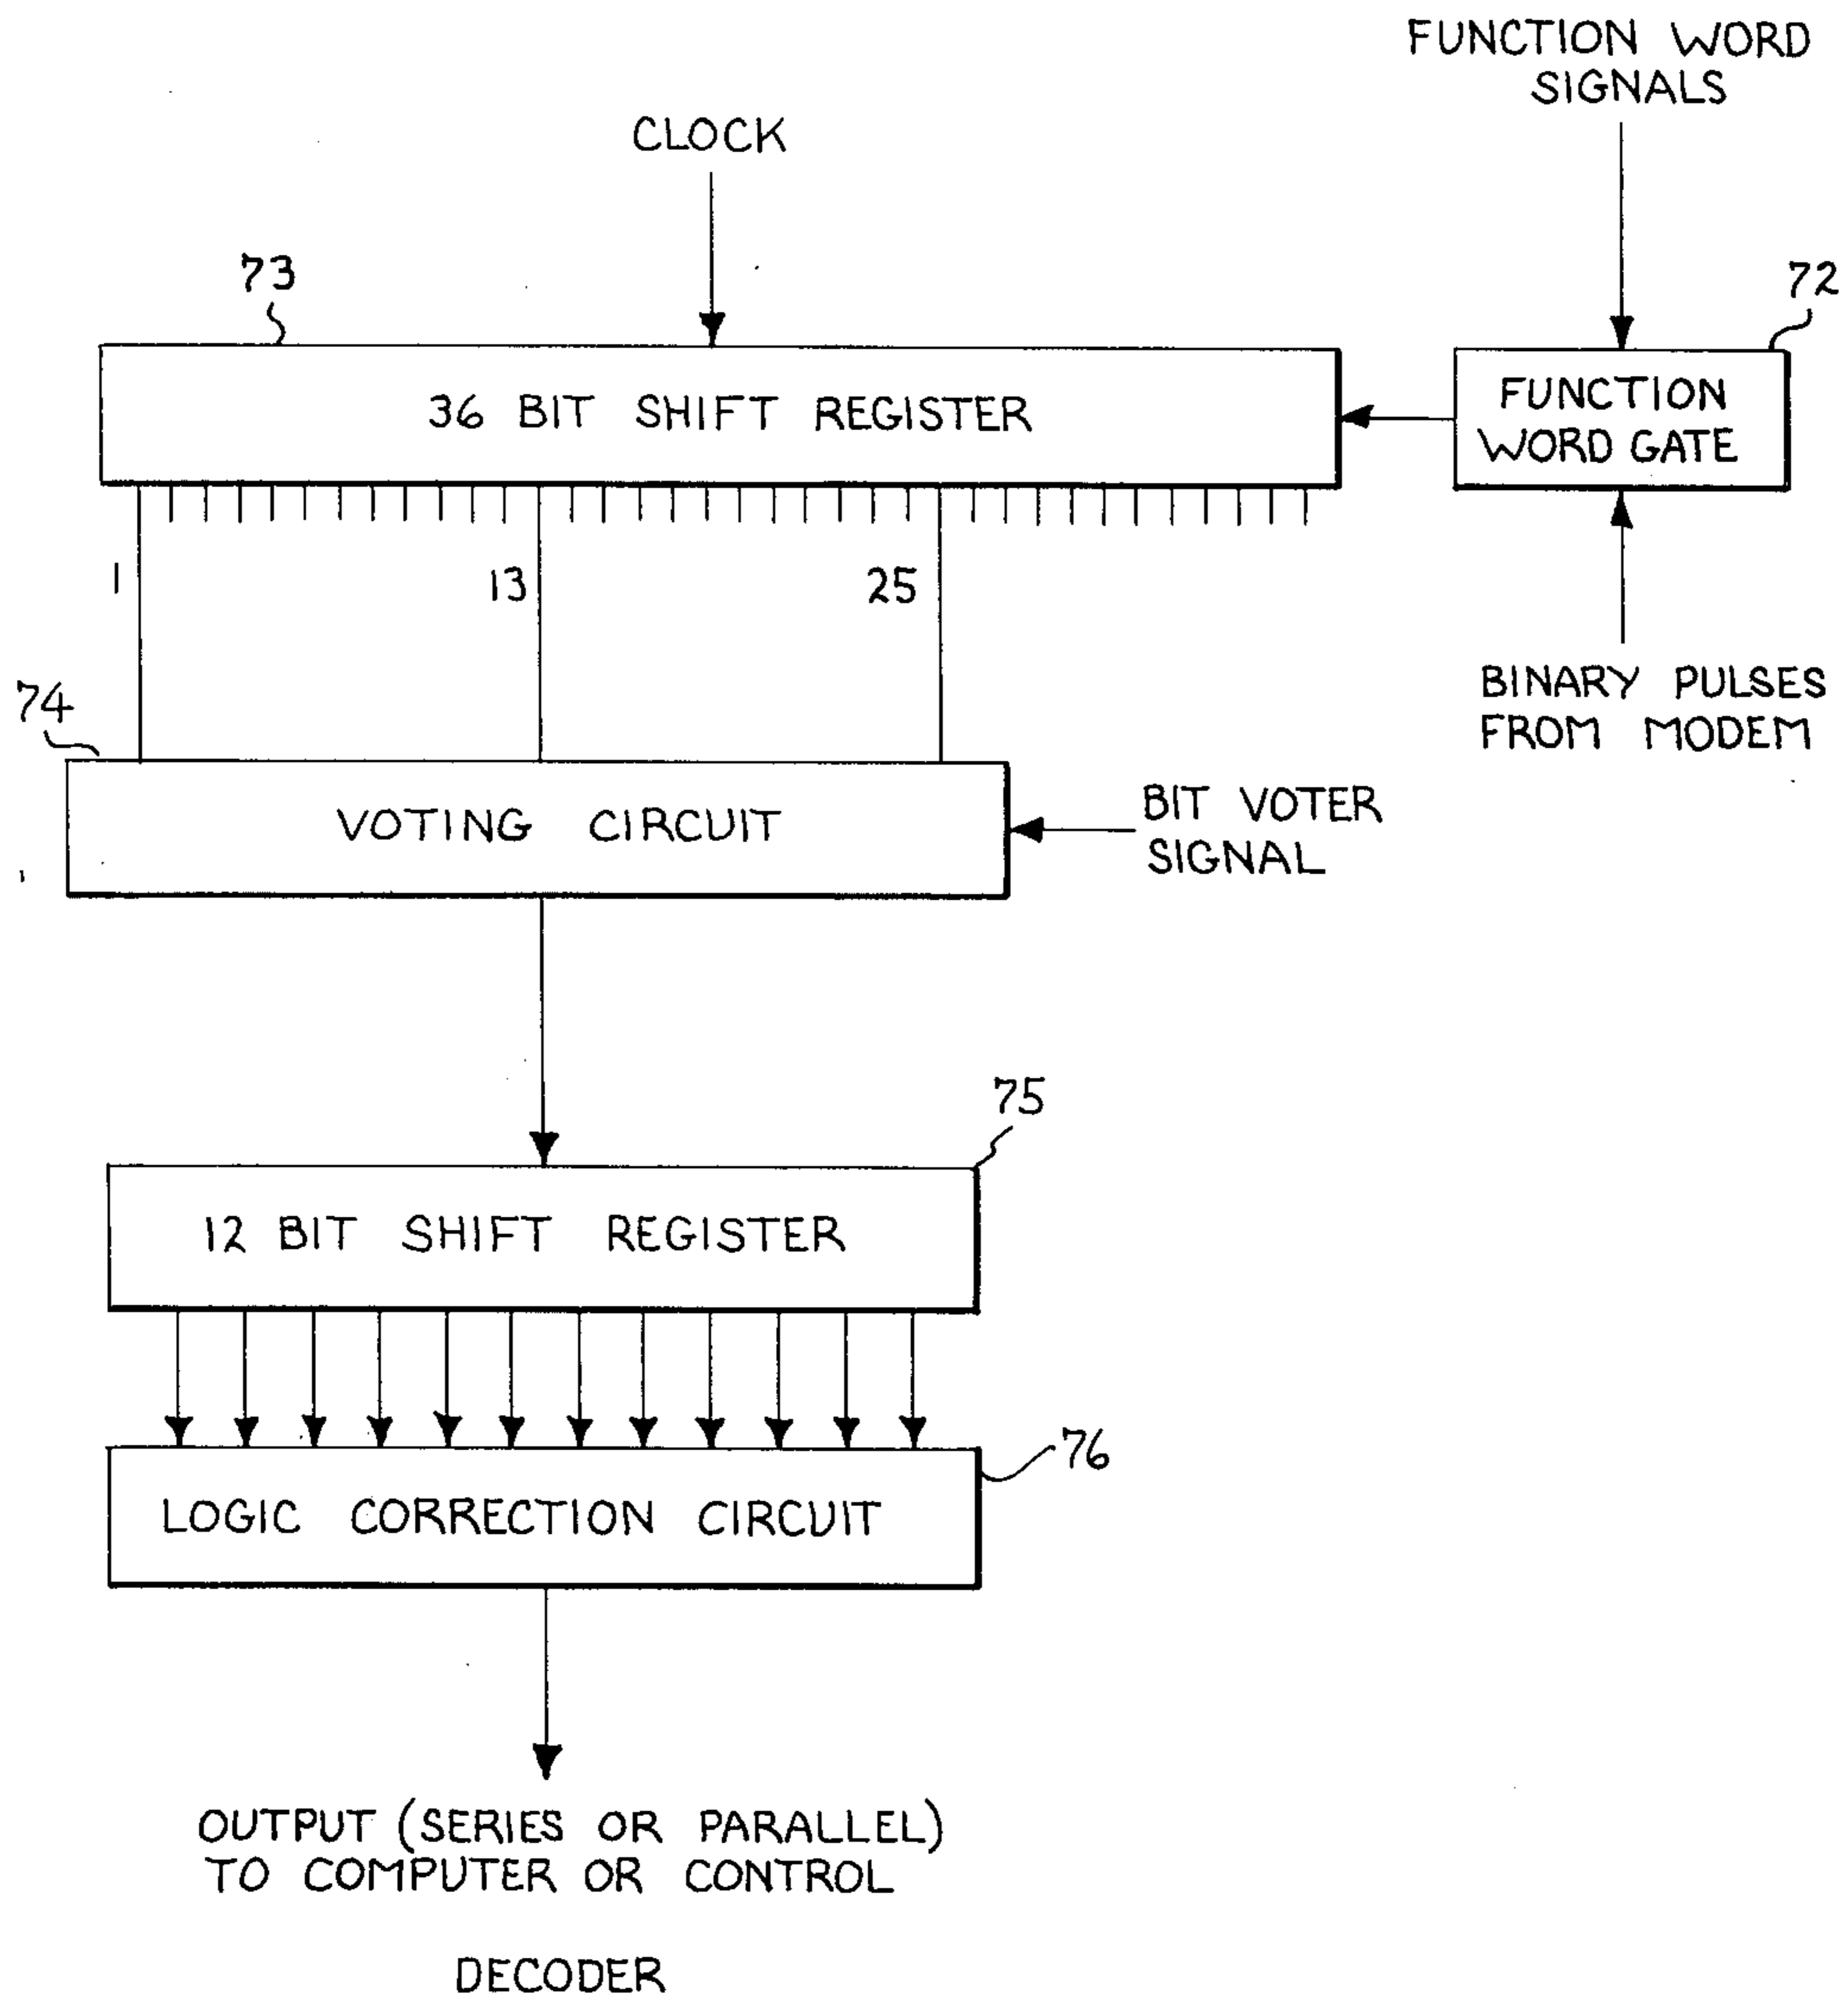 FUNCTION WORD
SIGNALS
CLOCK
73
72
36 BIT SHIFT REGISTER
FUNCTION
WORD GATE
1
13
25
BINARY PULSES
FROM MODEM
74
VOTING CIRCUIT
BIT VOTER
SIGNAL
75
12 BIT SHIFT REGISTER
76
LOGIC CORRECTION CIRCUIT
OUTPUT (SERIES OR PARALLEL)
TO COMPUTER OR CONTROL
DECODER